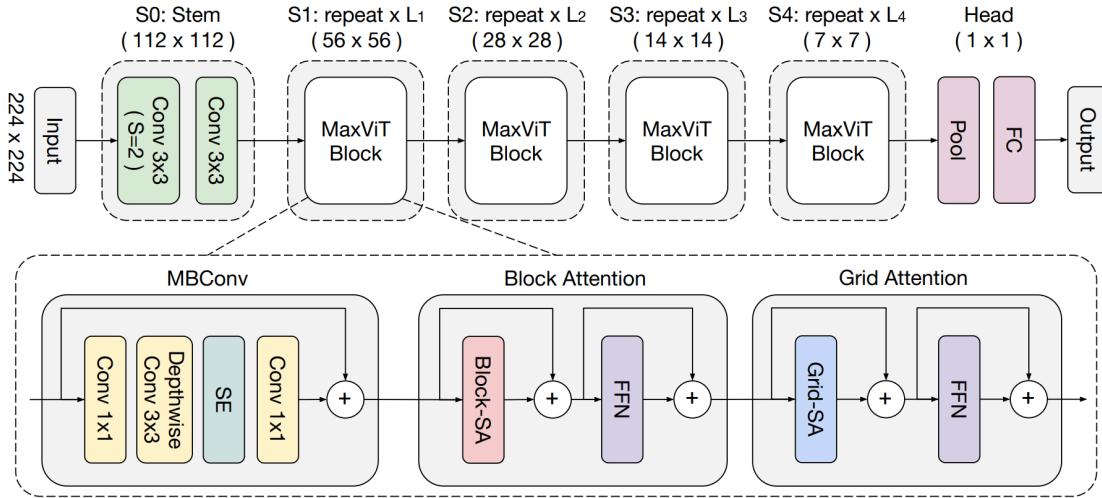 S0: Stem
( 112 x 112 )
S1: repeat x L1
( 56 x 56 )
S2: repeat x L2
( 28 x 28 )
S3: repeat x L3
( 14 x 14 )
S4: repeat x L4
( 7 x 7 )
Head
( 1 x 1 )
224 x 224
Input
Conv 3x3
( S=2 )
Conv 3x3
MaxViT
Block
MaxViT
Block
MaxViT
Block
MaxViT
Block
Pool
FC
Output
MBConv
Block Attention
Grid Attention
Conv 1x1
Depthwise
Conv 3x3
SE
Conv 1x1
+
Block-SA
+
FFN
+
Grid-SA
+
FFN
+